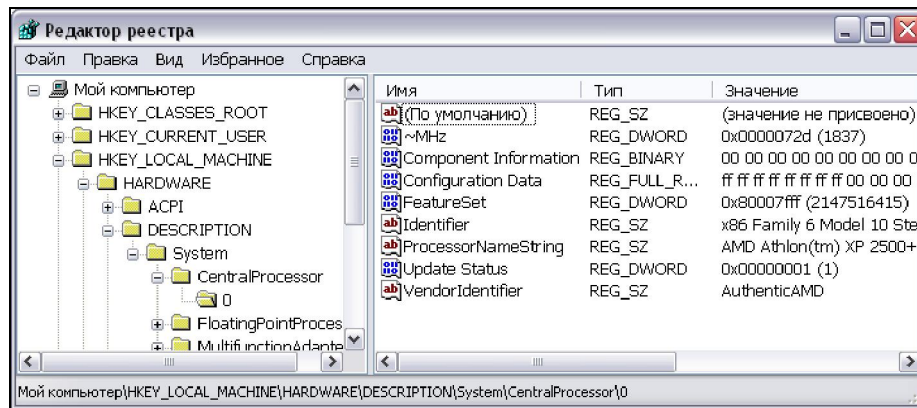 Редактор реестра
Файл Правка Вид Избранное Справка
Мой компьютер
HKEY_CLASSES_ROOT
HKEY_CURRENT_USER
HKEY_LOCAL_MACHINE
HARDWARE
ACPI
DESCRIPTION
System
CentralProcessor
0
FloatingPointProces
MultifunctionAdapte
Имя Тип Значение
(По умолчанию) REG_SZ (значение не присвоено)
~MHz REG_DWORD 0x0000072d (1837)
Component Information REG_BINARY 00 00 00 00 00 00 00 0
Configuration Data REG_FULL_R... ff ff ff ff ff ff ff ff 00 00 00
FeatureSet REG_DWORD 0x80007fff (2147516415)
Identifier REG_SZ x86 Family 6 Model 10 Ste
ProcessorNameString REG_SZ AMD Athlon(tm) XP 2500+
Update Status REG_DWORD 0x00000001 (1)
VendorIdentifier REG_SZ AuthenticAMD
Мой компьютер\HKEY_LOCAL_MACHINE\HARDWARE\DESCRIPTION\System\CentralProcessor\0